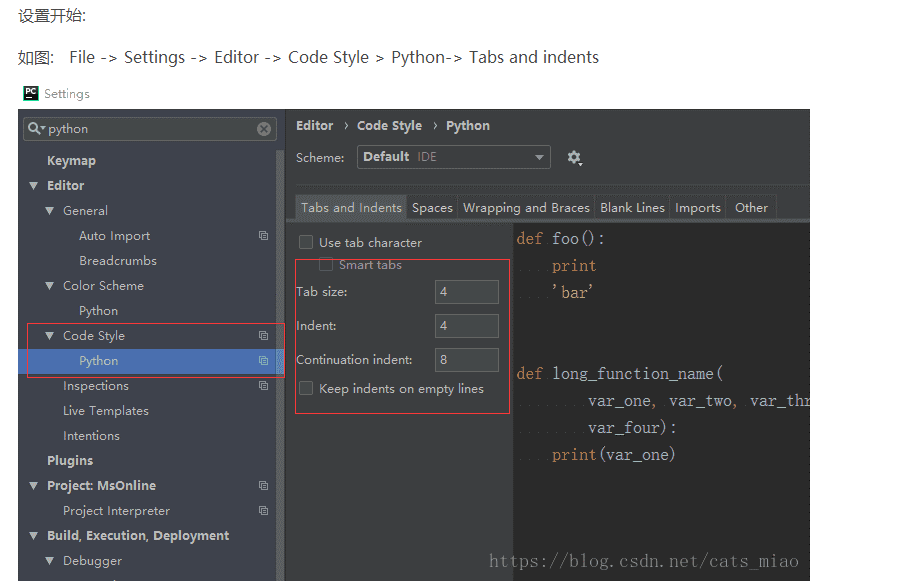 设置开始:
如图: File -> Settings -> Editor -> Code Style > Python-> Tabs and indents
PC Settings
python
Keymap
Editor
General
Auto Import
Breadcrumbs
Color Scheme
Python
Code Style
Python
Inspections
Live Templates
Intentions
Plugins
Project: MsOnline
Project Interpreter
Build, Execution, Deployment
Debugger
Editor › Code Style › Python
Scheme: Default IDE
Tabs and Indents Spaces Wrapping and Braces Blank Lines Imports Other
Use tab character
Smart tabs
Tab size: 4
Indent: 4
Continuation indent: 8
Keep indents on empty lines
def foo():
print
'bar'
def long_function_name(
var_one, var_two, var_thr
var_four):
print(var_one)
https://blog.csdn.net/cats_miao